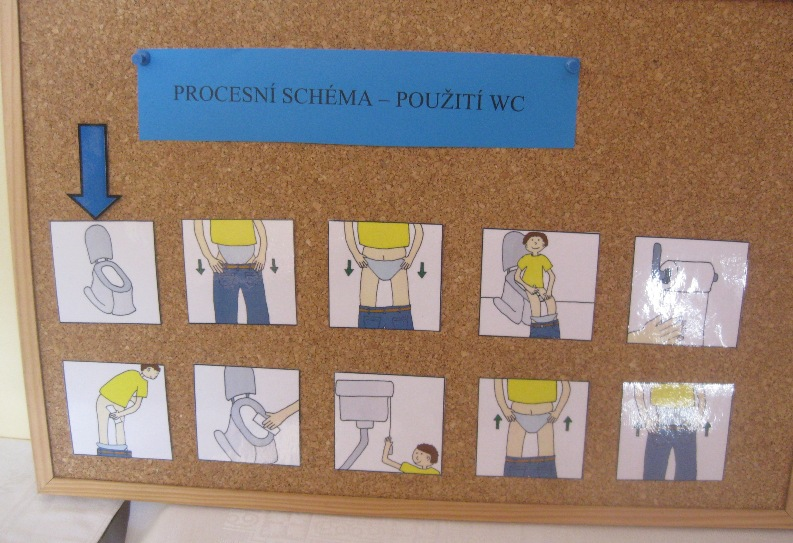 PROCESNÍ SCHÉMA – POUŽITÍ WC